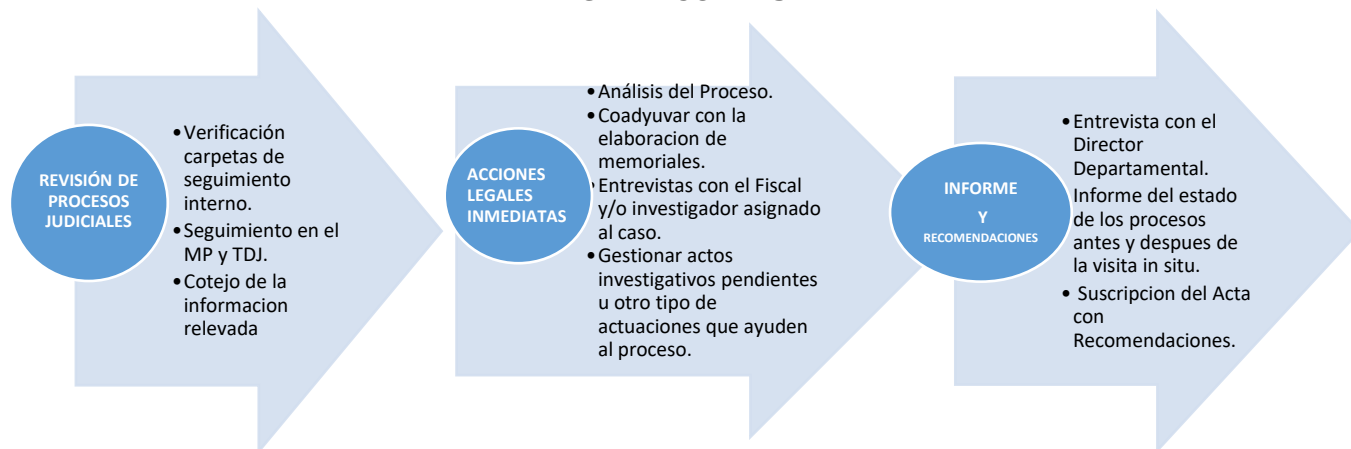 REVISIÓN DE
PROCESOS
JUDICIALES
•Verificación
carpetas de
seguimiento
interno.
•Seguimiento en el
MP y TDJ.
•Cotejo de la
informacion
relevada
ACCIONES
LEGALES
INMEDIATAS
•Análisis del Proceso.
•Coadyuvar con la
elaboracion de
memoriales.
•Entrevistas con el Fiscal
y/o investigador asignado
al caso.
•Gestionar actos
investigativos pendientes
u otro tipo de
actuaciones que ayuden
al proceso.
INFORME
Y
RECOMENDACIONES
•Entrevista con el
Director
Departamental.
Informe del estado
de los procesos
antes y despues de
la visita in situ.
• Suscripcion del Acta
con
Recomendaciones.